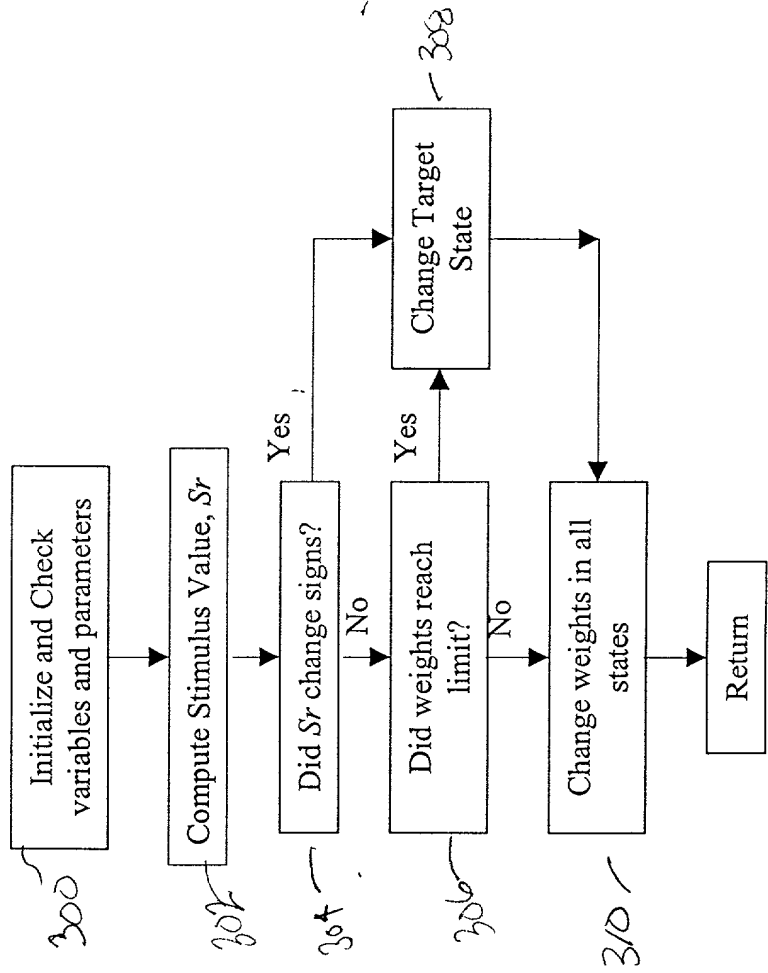 300
Initialize and Check
variables and parameters
302
Compute Stimulus Value, Sr
304
Did Sr change signs?
Yes
No
306
Did weights reach
limit?
Yes
No
308
Change Target
State
310
Change weights in all
states
Return